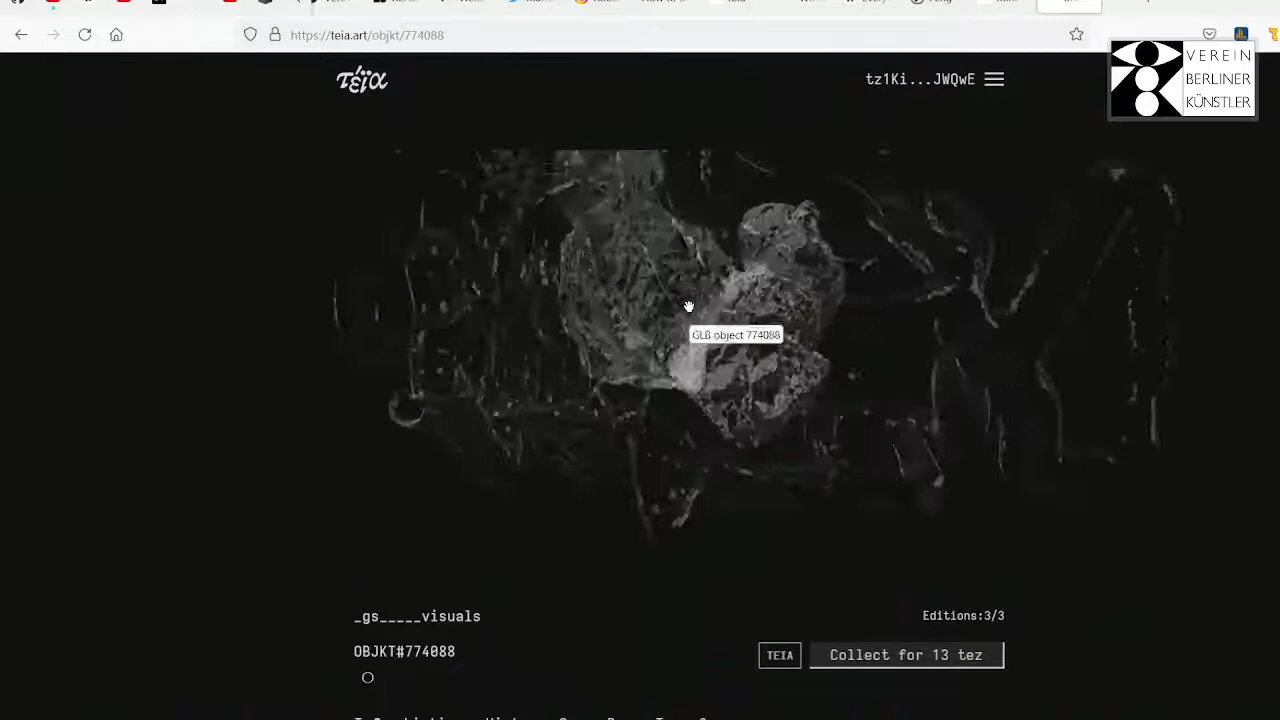 https://teia.art/objkt/774088
τεία
tz1Ki...JWQwE
VEREIN
BERLINER
KÜNSTLER
GLB object 774088
_gs_____visuals
Editions:3/3
OBJKT#774088
TEIA
Collect for 13 tez